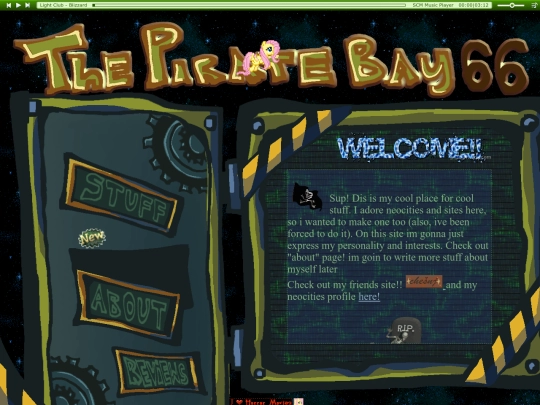 Light Club - Blizzard
SCM Music Player
00:00|03:12
THE PIRATE BAY 66
WELCOME!!
STUFF
New
ABOUT
REVIEWS
Sup! Dis is my cool place for cool
stuff. I adore neocities and sites here,
so i wanted to make one too (also, ive been
forced to do it). On this site im gonna just
express my personality and interests. Check out
"about" page! im goin to write more stuff about
myself later
Check out my friends site!! and my
neocities profile here!
R.I.P.
I ♥ Horror Movies